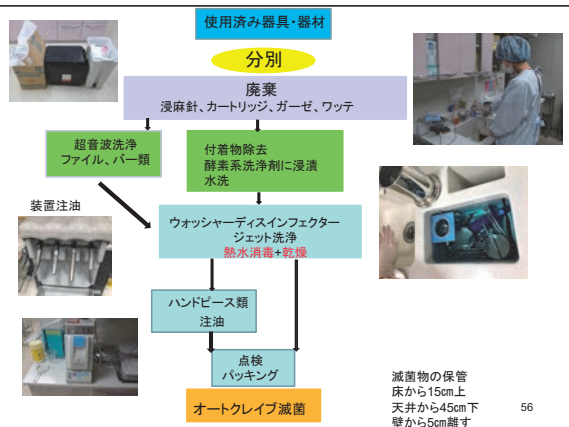 使用済み器具・器材
分別
廃棄
浸麻針、カートリッジ、ガーゼ、ワッテ
超音波洗浄
ファイル、バー類
付着物除去
酵素系洗浄剤に浸漬
水洗
装置注油
ウォッシャーディスインフェクター
ジェット洗浄
熱水消毒+乾燥
ハンドピース類
注油
点検
パッキング
オートクレイブ滅菌
滅菌物の保管
床から15㎝上
天井から45㎝下
壁から5㎝離す
56